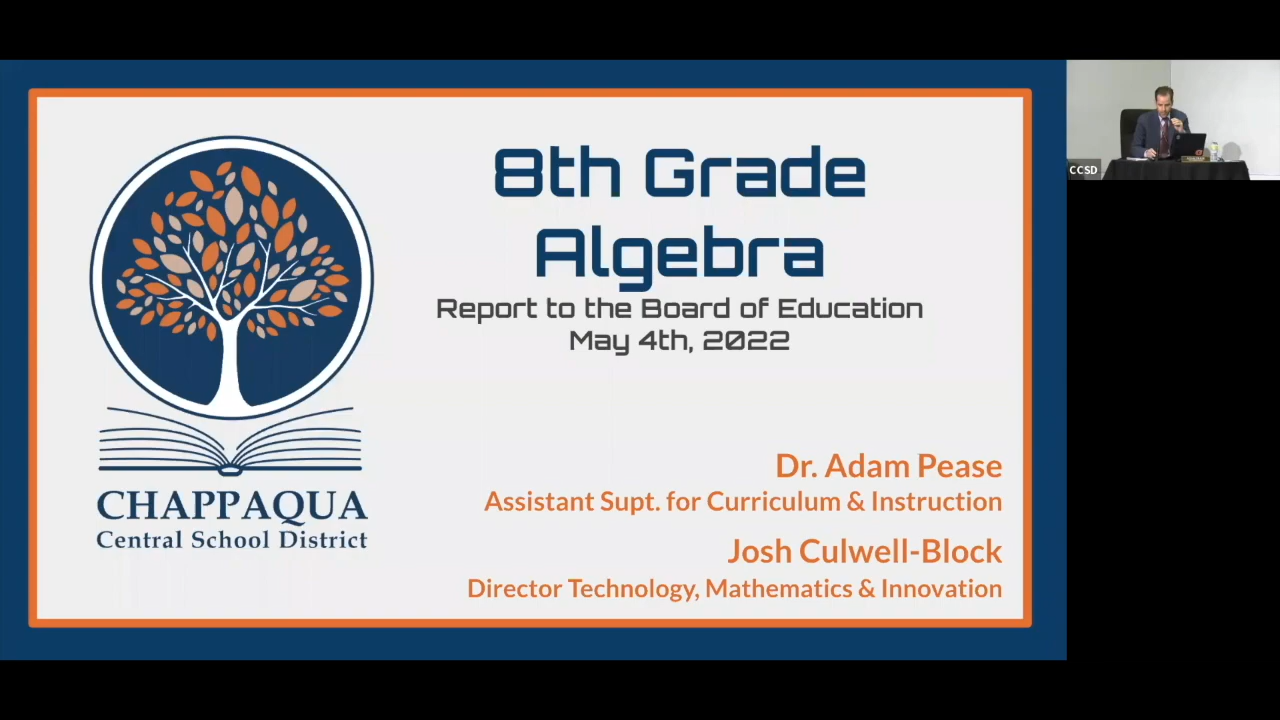 8th Grade
Algebra
Report to the Board of Education
May 4th, 2022
Dr. Adam Pease
Assistant Supt. for Curriculum & Instruction
Josh Culwell-Block
Director Technology, Mathematics & Innovation
CHAPPAQUA
Central School District
CCSD